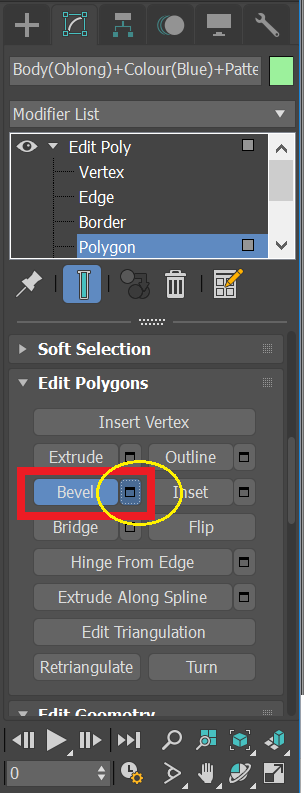 Body(Oblong)+Colour(Blue)+Patte
Modifier List
Edit Poly
Vertex
Edge
Border
Polygon
Soft Selection
Edit Polygons
Insert Vertex
Extrude Outline
Bevel Inset
Bridge Flip
Hinge From Edge
Extrude Along Spline
Edit Triangulation
Retriangulate Turn
Edit Geometry
0